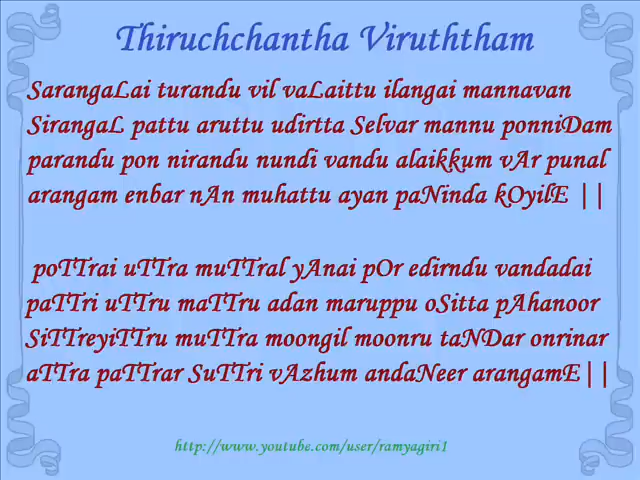 Thiruchchantha Viruththam
SarangaLai turandu vil vaLaittu ilangai mannavan
SirangaL pattu aruttu udirtta Selvar mannu ponniDam
parandu pon nirandu nundi vandu alaikkum vAr punal
arangam enbar nAn muhattu ayan paNinda kOyilE ||
poTTrai uTTra muTTral yAnai pOr edirndu vandadai
paTTri uTTru maTTru adan maruppu oSitta pAhanoor
SiTTreyiTTru muTTra moongil moonru taNDar onrinar
aTTra paTTrar SuTTri vAzhum andaNeer arangamE ||
http://www.youtube.com/user/ramyagiri1